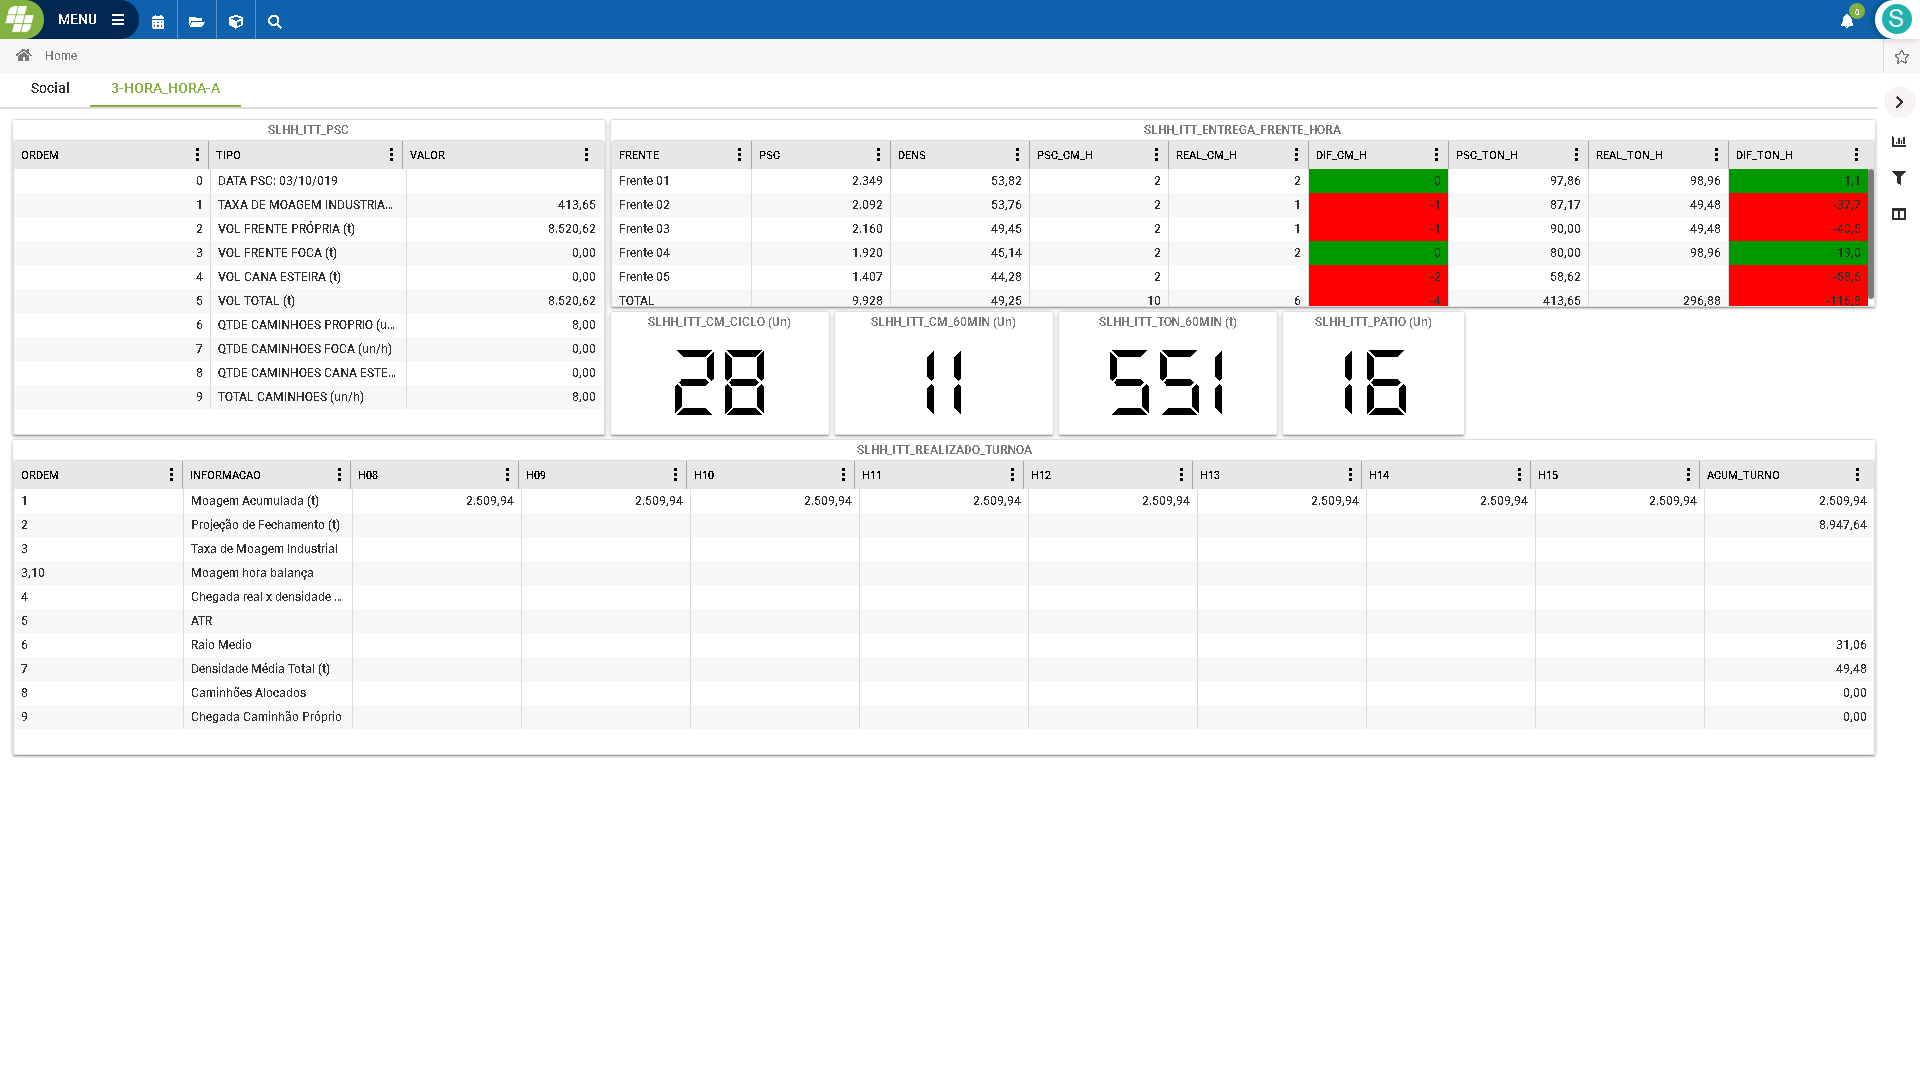 MENU
0
S
Home
Social 3-HORA_HORA-A
SLHH_ITT_PSC
ORDEM TIPO VALOR
0 DATA PSC: 03/10/019
1 TAXA DE MOAGEM INDUSTRIA... 413,65
2 VOL FRENTE PRÓPRIA (t) 8.520,62
3 VOL FRENTE FOCA (t) 0,00
4 VOL CANA ESTEIRA (t) 0,00
5 VOL TOTAL (t) 8.520,62
6 QTDE CAMINHOES PROPRIO (u... 8,00
7 QTDE CAMINHOES FOCA (un/h) 0,00
8 QTDE CAMINHOES CANA ESTE... 0,00
9 TOTAL CAMINHOES (un/h) 8,00
SLHH_ITT_ENTREGA_FRENTE_HORA
FRENTE PSC DENS PSC_CM_H REAL_CM_H DIF_CM_H PSC_TON_H REAL_TON_H DIF_TON_H
Frente 01 2.349 53,82 2 2 0 97,86 98,96 1,1
Frente 02 2.092 53,76 2 1 -1 87,17 49,48 -37,7
Frente 03 2.160 49,45 2 1 -1 90,00 49,48 -40,5
Frente 04 1.920 45,14 2 2 0 80,00 98,96 19,0
Frente 05 1.407 44,28 2 -2 58,62 -58,6
TOTAL 9.928 49,25 10 6 -4 413,65 296,88 -116,8
SLHH_ITT_CM_CICLO (Un)
28
SLHH_ITT_CM_60MIN (Un)
11
SLHH_ITT_TON_60MIN (t)
551
SLHH_ITT_PATIO (Un)
16
SLHH_ITT_REALIZADO_TURNOA
ORDEM INFORMACAO H08 H09 H10 H11 H12 H13 H14 H15 ACUM_TURNO
1 Moagem Acumulada (t) 2.509,94 2.509,94 2.509,94 2.509,94 2.509,94 2.509,94 2.509,94 2.509,94 2.509,94
2 Projeção de Fechamento (t) 8.947,64
3 Taxa de Moagem Industrial
3,10 Moagem hora balança
4 Chegada real x densidade ...
5 ATR
6 Raio Medio 31,06
7 Densidade Média Total (t) 49,48
8 Caminhões Alocados 0,00
9 Chegada Caminhão Próprio 0,00